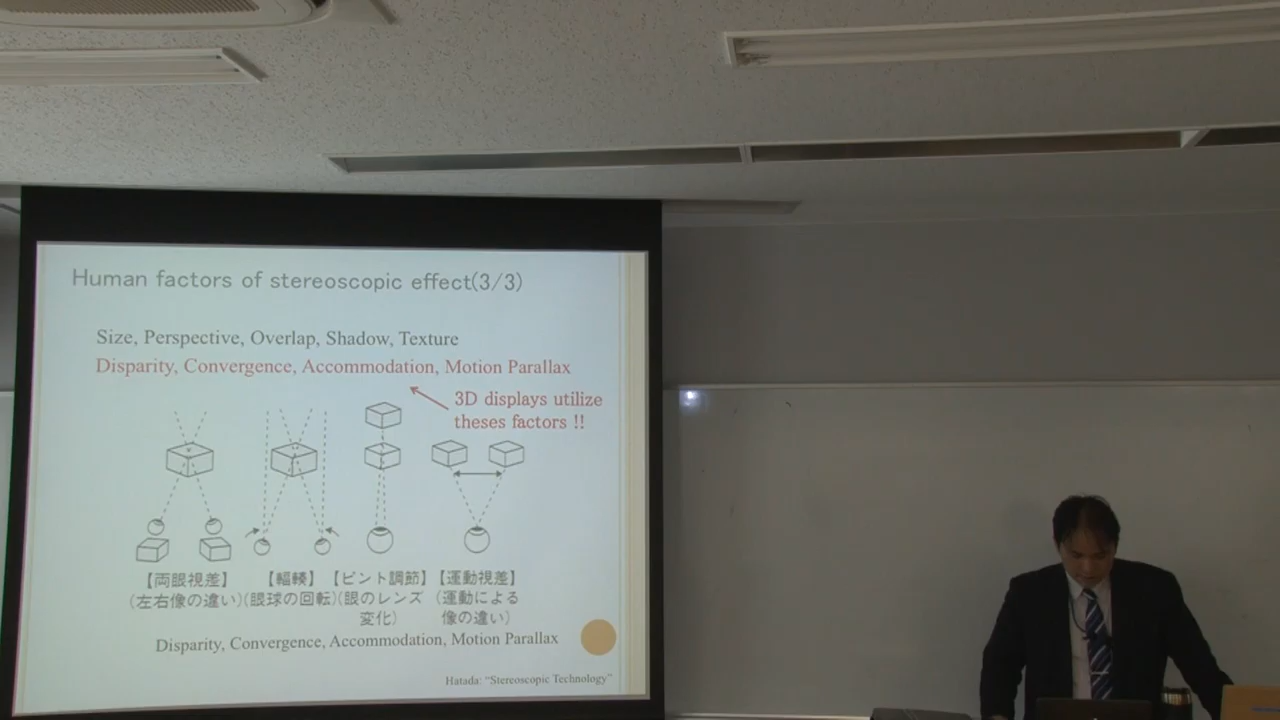 Human factors of stereoscopic effect(3/3)
Size, Perspective, Overlap, Shadow, Texture
Disparity, Convergence, Accommodation, Motion Parallax
3D displays utilize
theses factors !!
【両眼視差】 【輻輳】 【ピント調節】 【運動視差】
(左右像の違い) (眼球の回転) (眼のレンズ (運動による
変化) 像の違い)
Disparity, Convergence, Accommodation, Motion Parallax
Hatada: “Stereoscopic Technology”